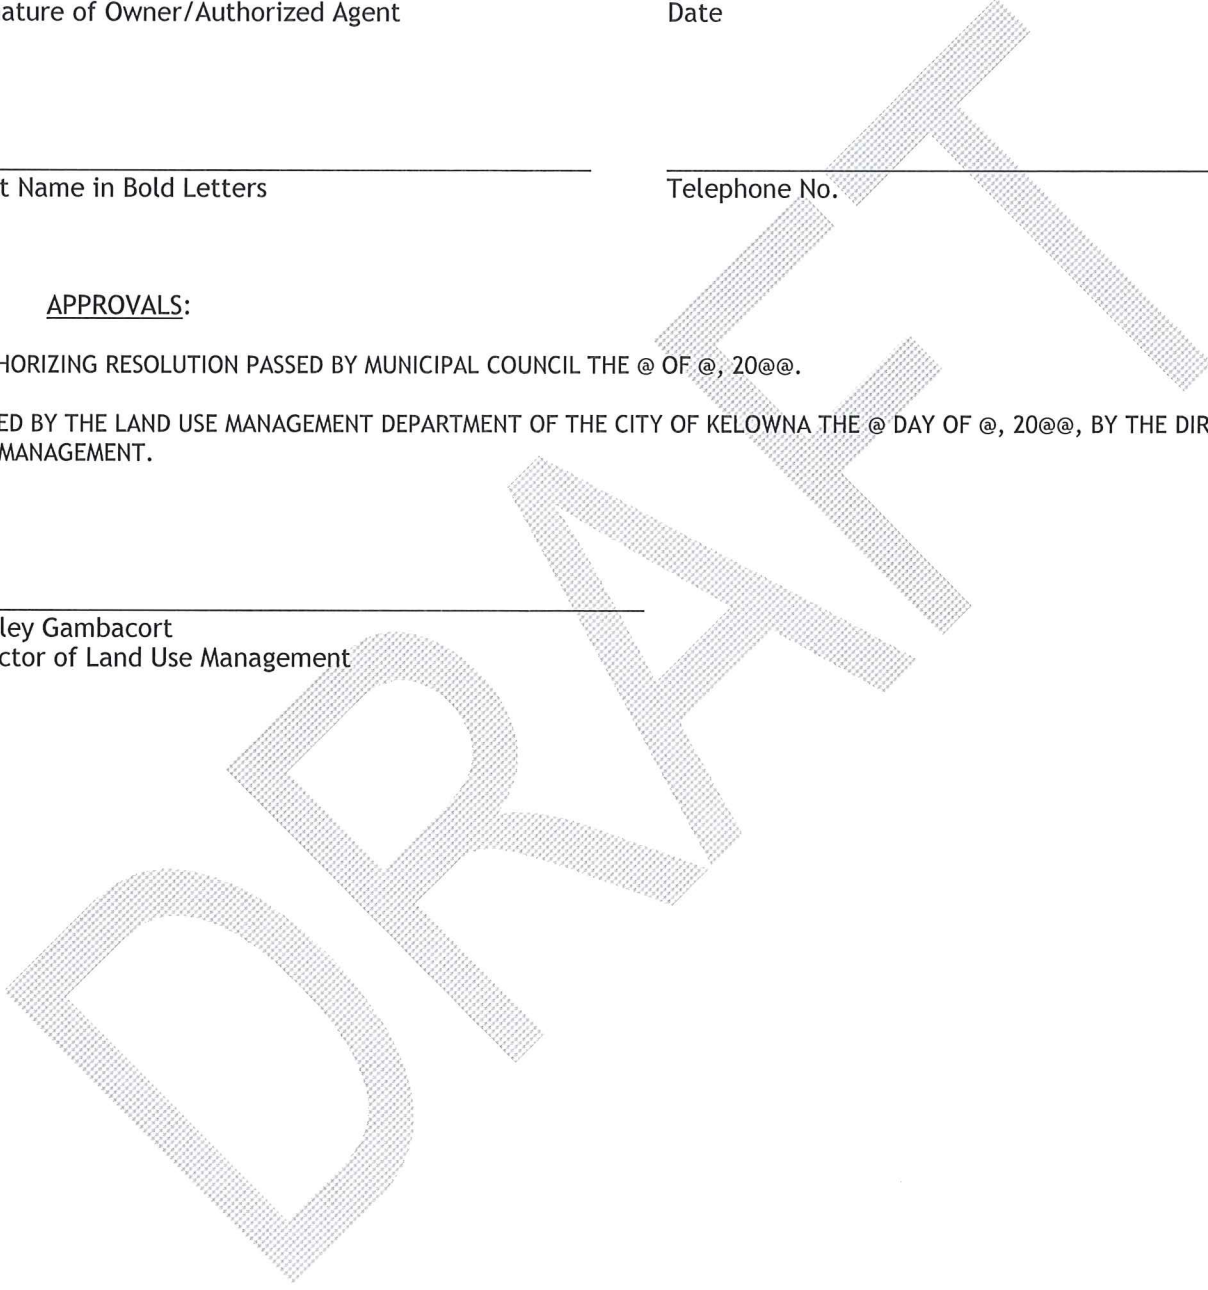 ature of Owner/Authorized Agent Date
t Name in Bold Letters Telephone No.
APPROVALS:
HORIZING RESOLUTION PASSED BY MUNICIPAL COUNCIL THE @ OF @, 20@@.
ED BY THE LAND USE MANAGEMENT DEPARTMENT OF THE CITY OF KELOWNA THE @ DAY OF @, 20@@, BY THE DIR
MANAGEMENT.
ley Gambacort
ctor of Land Use Management
DRAFT